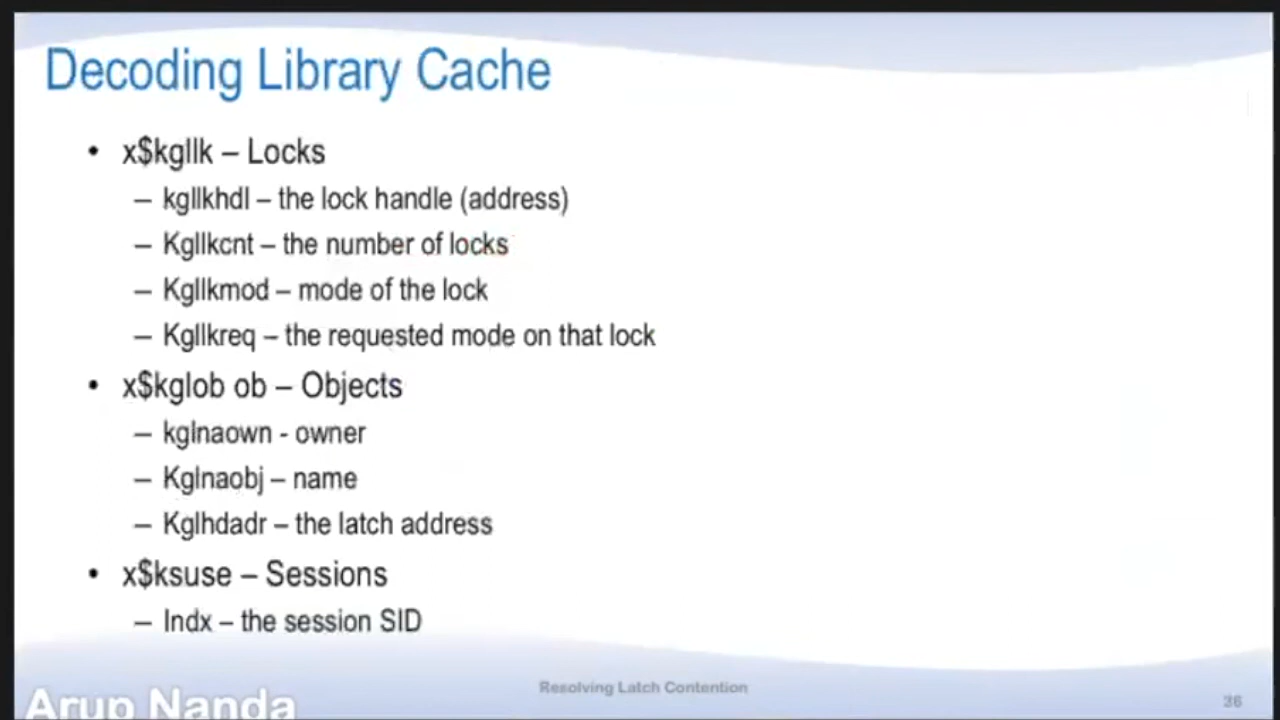 Decoding Library Cache
• x$kgllk – Locks
– kgllkhdl – the lock handle (address)
– Kgllkcnt – the number of locks
– Kgllkmod – mode of the lock
– Kgllkreq – the requested mode on that lock
• x$kglob ob – Objects
– kglnaown - owner
– Kglnaobj – name
– Kglhdadr – the latch address
• x$ksuse – Sessions
– Indx – the session SID
Resolving Latch Contention
36
Arup Nanda